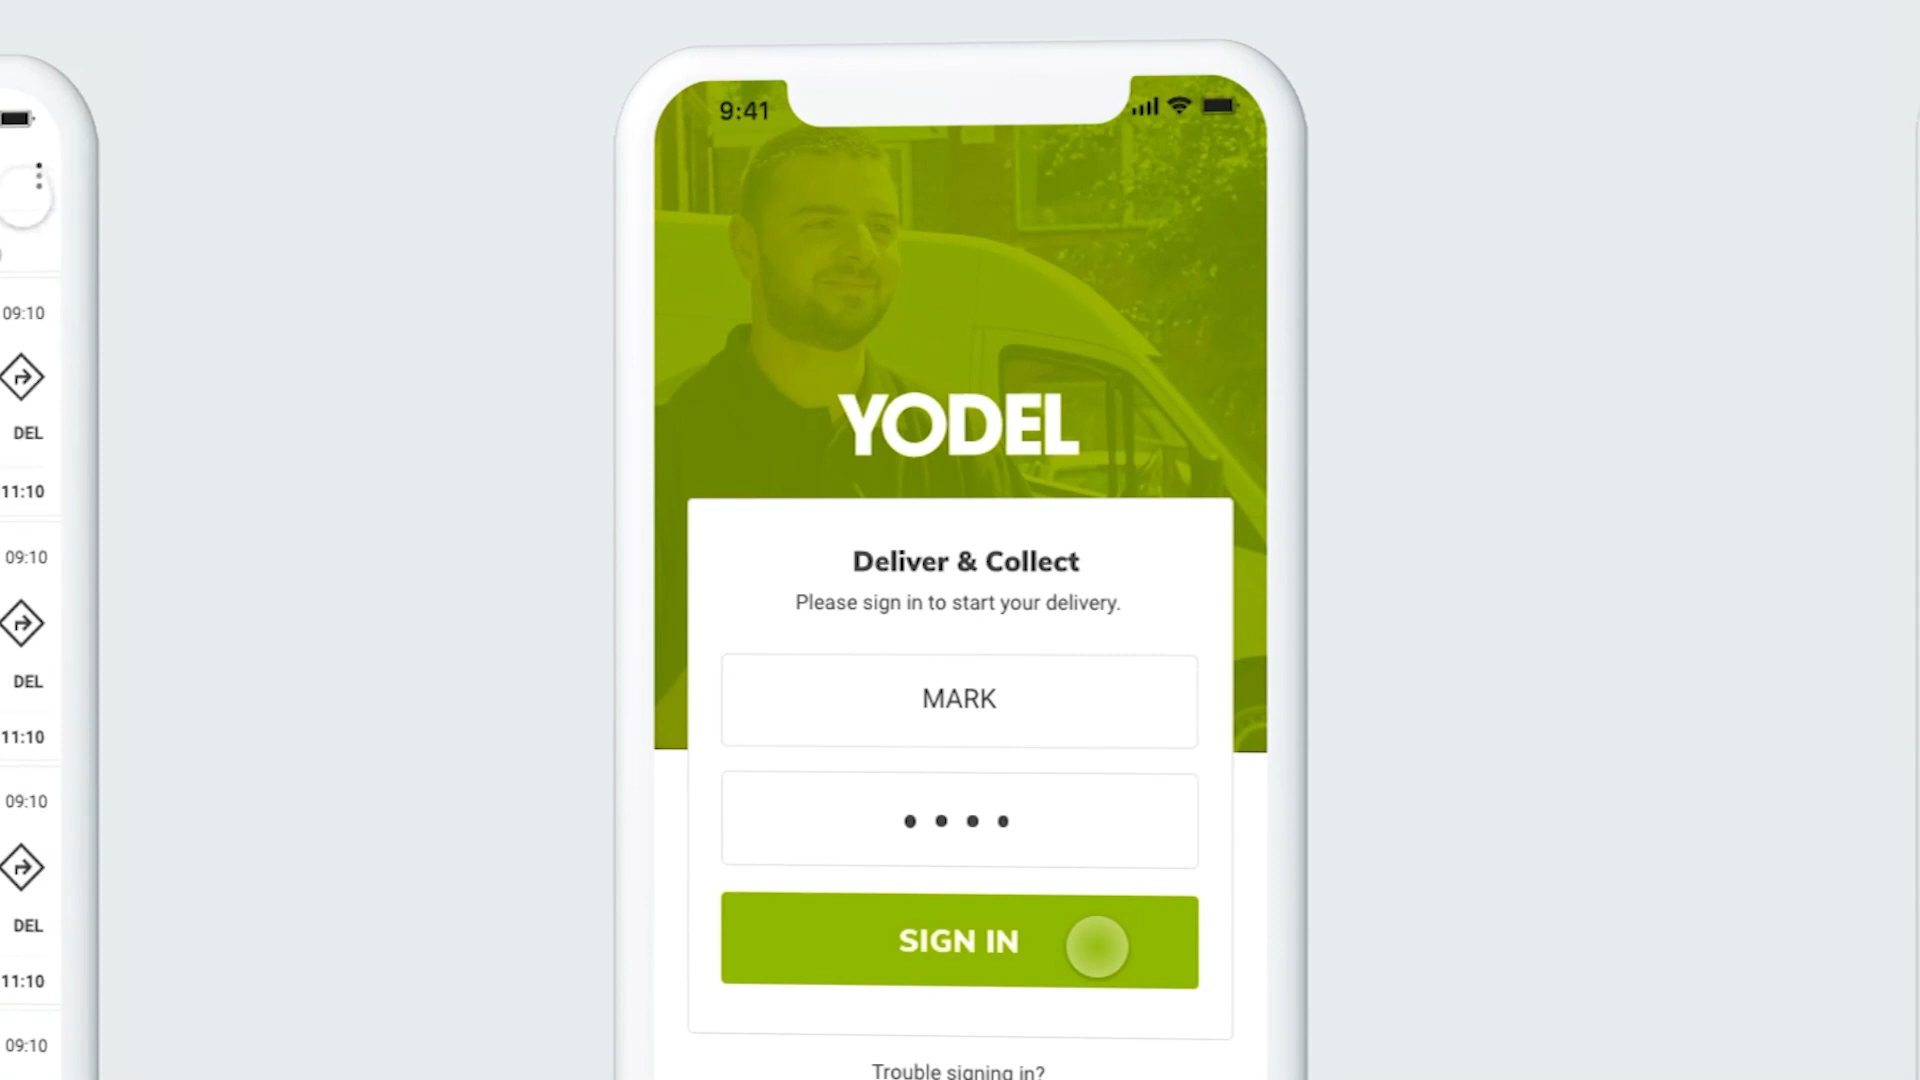 09:10
DEL
11:10
09:10
DEL
11:10
09:10
DEL
11:10
09:10
9:41
YODEL
Deliver & Collect
Please sign in to start your delivery.
MARK
SIGN IN
Trouble signing in?